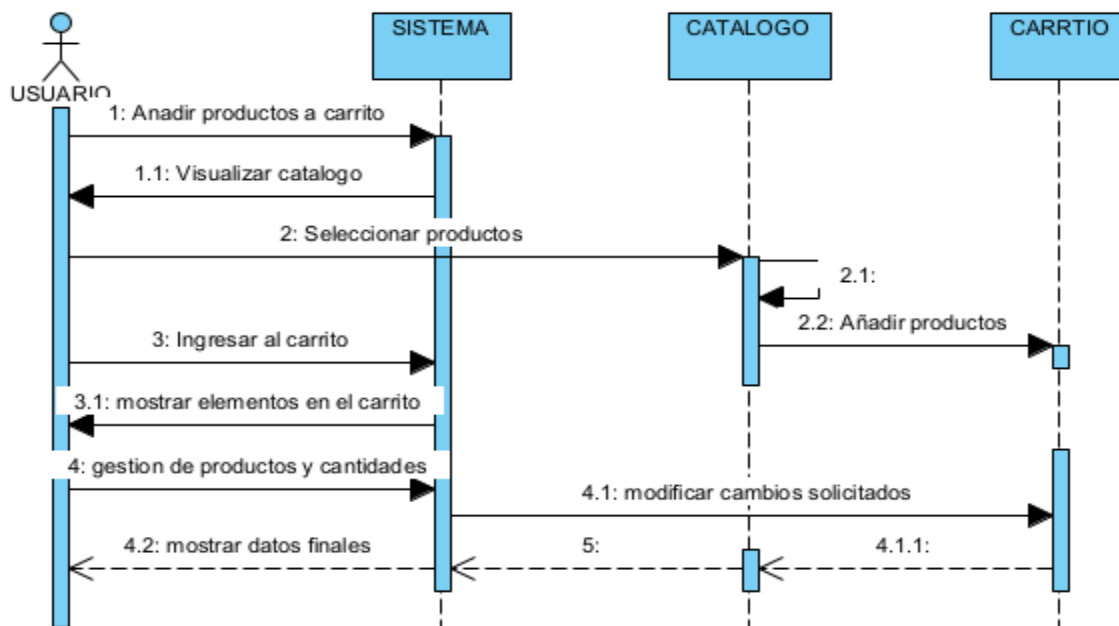 SISTEMA
CATALOGO
CARRTIO
USUARIO
1: Anadir productos a carrito
1.1: Visualizar catalogo
2: Seleccionar productos
2.1:
2.2: Añadir productos
3: Ingresar al carrito
3.1: mostrar elementos en el carrito
4: gestion de productos y cantidades
4.1: modificar cambios solicitados
4.2: mostrar datos finales
5:
4.1.1: